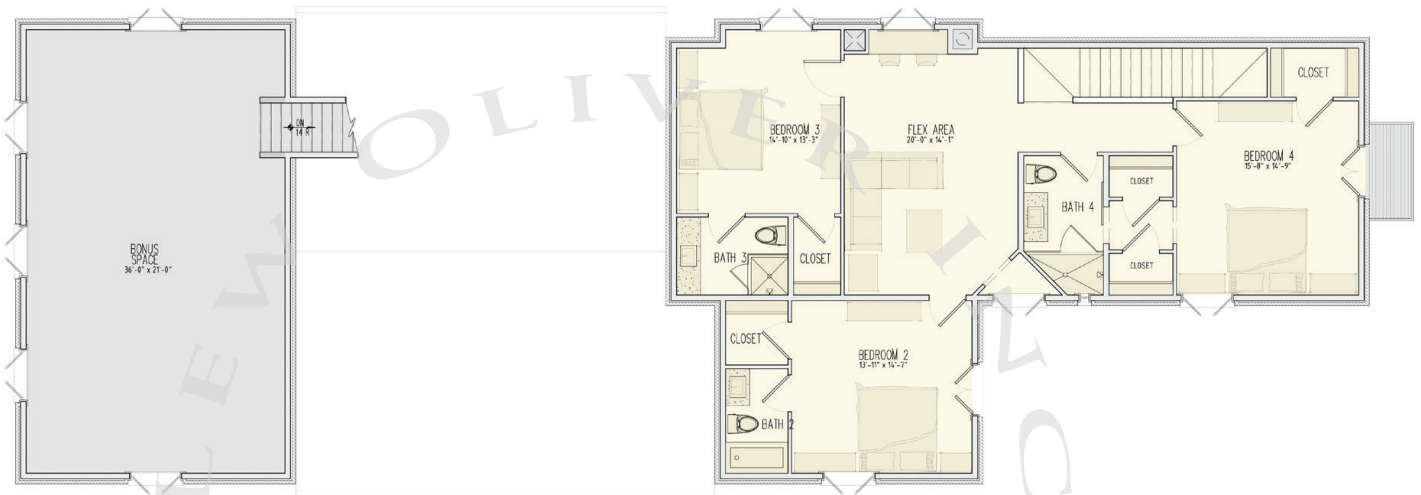 BONUS
SPACE
36'-0" x 21'-0"
DN
14 R
BEDROOM 3
14'-10" x 13'-3"
FLEX AREA
20'-0" x 14'-1"
CLOSET
BEDROOM 4
15'-8" x 14'-9"
CLOSET
BATH 4
CLOSET
BATH 3
CLOSET
CLOSET
BEDROOM 2
13'-11" x 14'-7"
BATH 2
OLIVER